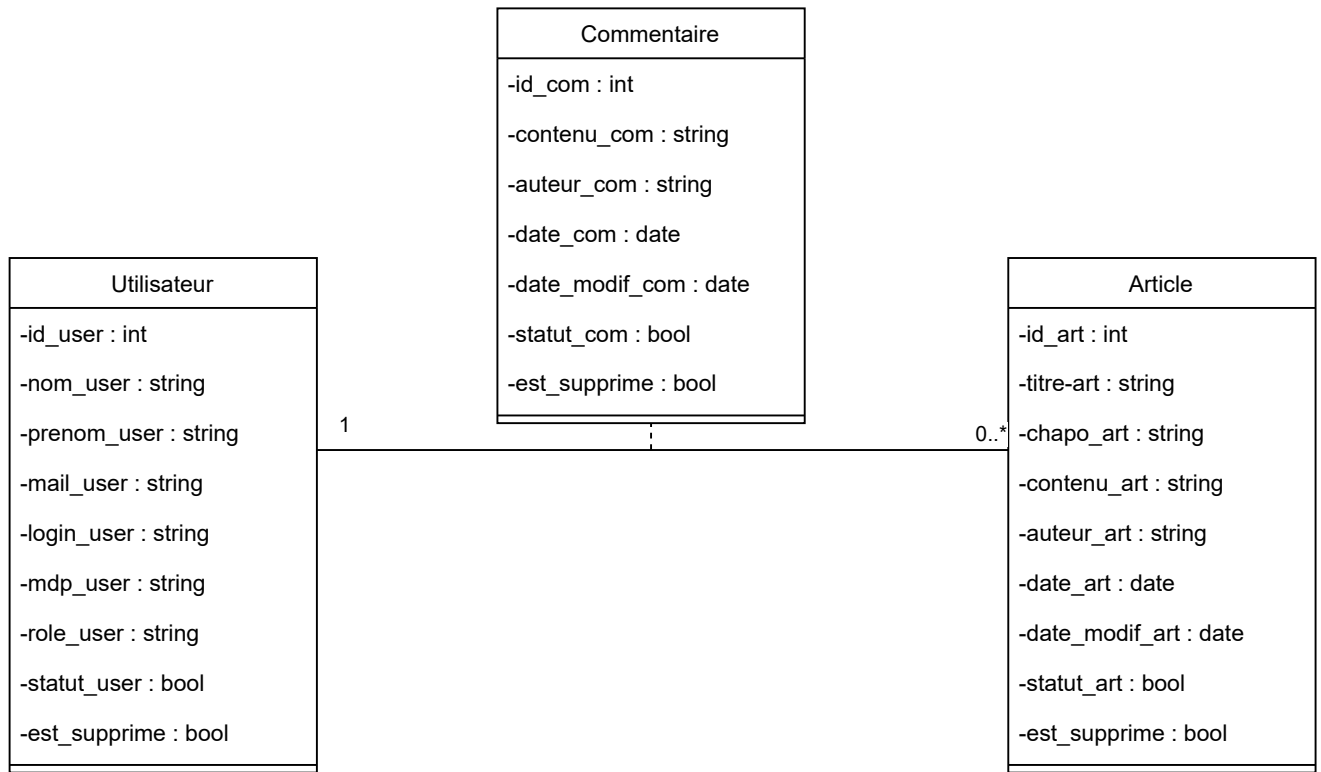 Commentaire
-id_com : int
-contenu_com : string
-auteur_com : string
-date_com : date
-date_modif_com : date
-statut_com : bool
-est_supprime : bool
Utilisateur
-id_user : int
-nom_user : string
-prenom_user : string
-mail_user : string
-login_user : string
-mdp_user : string
-role_user : string
-statut_user : bool
-est_supprime : bool
1
0..*
Article
-id_art : int
-titre-art : string
-chapo_art : string
-contenu_art : string
-auteur_art : string
-date_art : date
-date_modif_art : date
-statut_art : bool
-est_supprime : bool